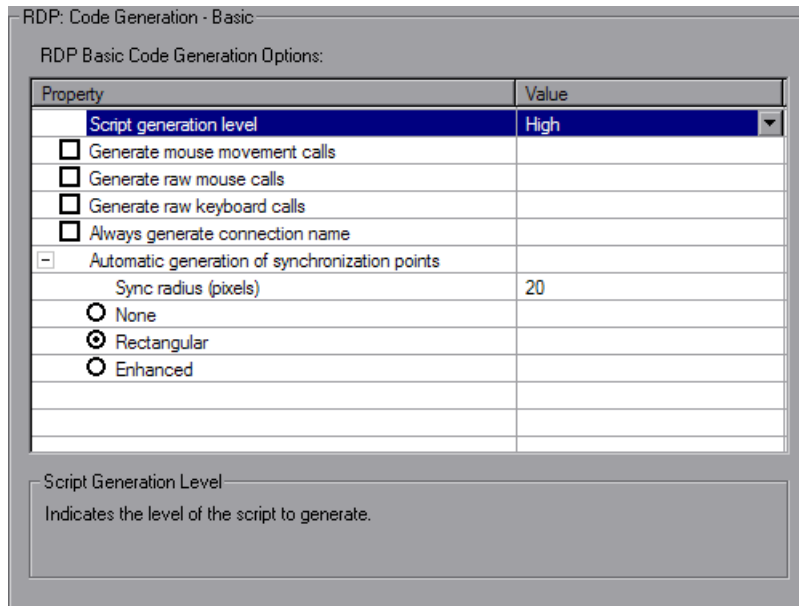 RDP: Code Generation - Basic
RDP Basic Code Generation Options:
Property Value
Script generation level High
Generate mouse movement calls
Generate raw mouse calls
Generate raw keyboard calls
Always generate connection name
Automatic generation of synchronization points
Sync radius (pixels) 20
None
Rectangular
Enhanced
Script Generation Level
Indicates the level of the script to generate.